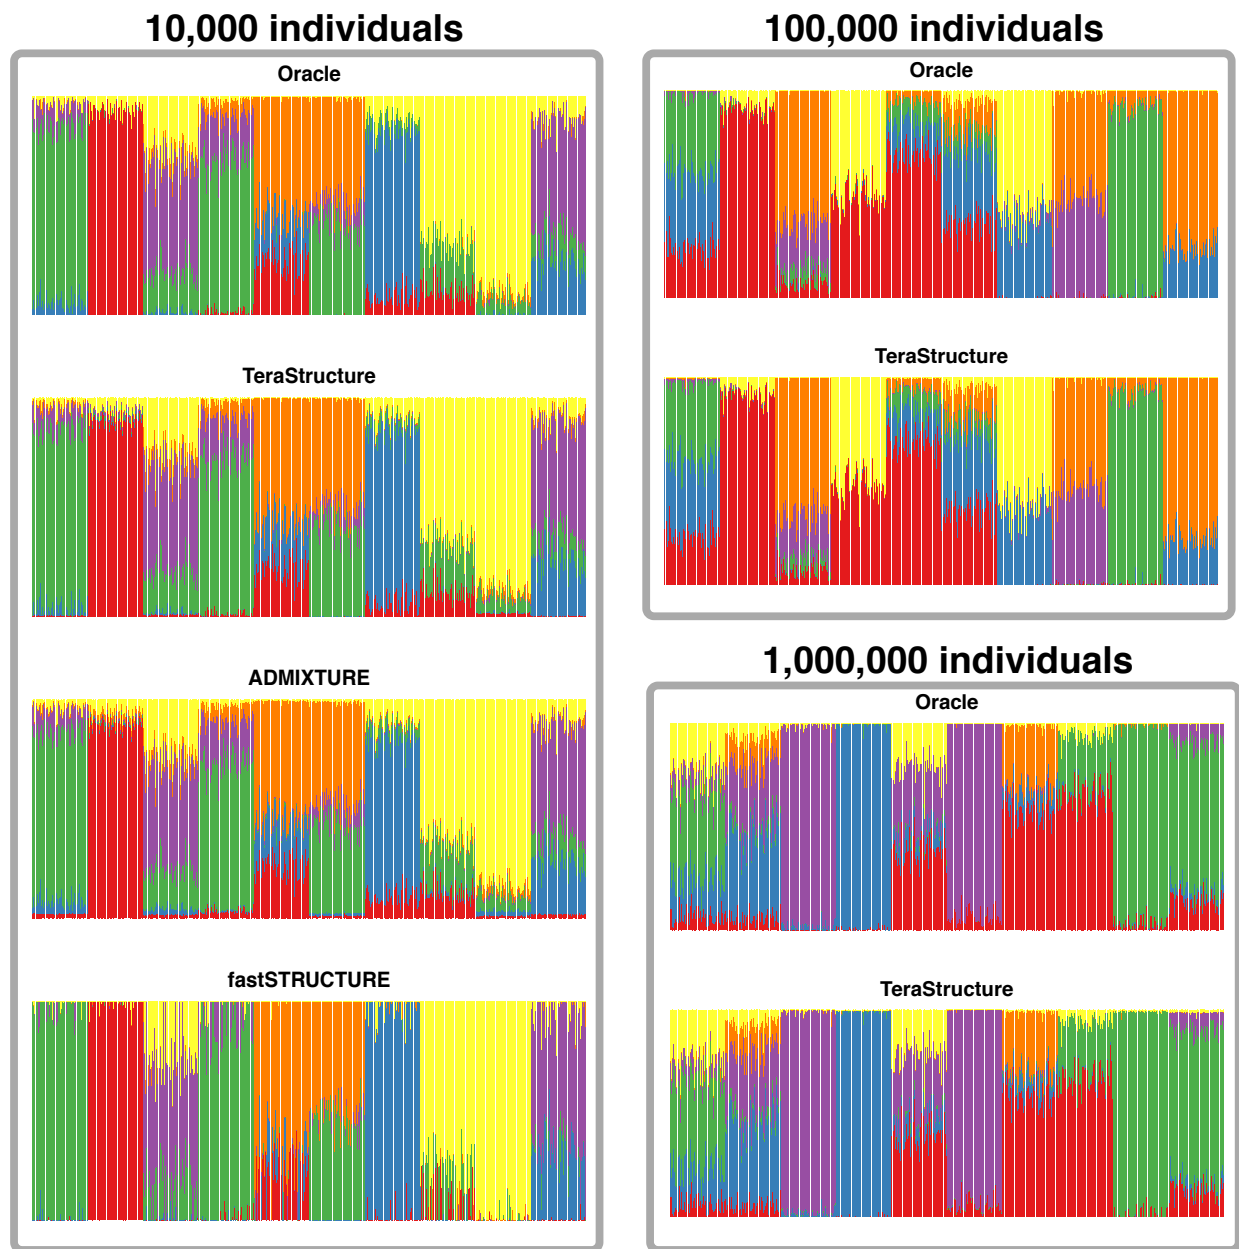 10,000 individuals
Oracle
TeraStructure
ADMIXTURE
fastSTRUCTURE
100,000 individuals
Oracle
TeraStructure
1,000,000 individuals
Oracle
TeraStructure